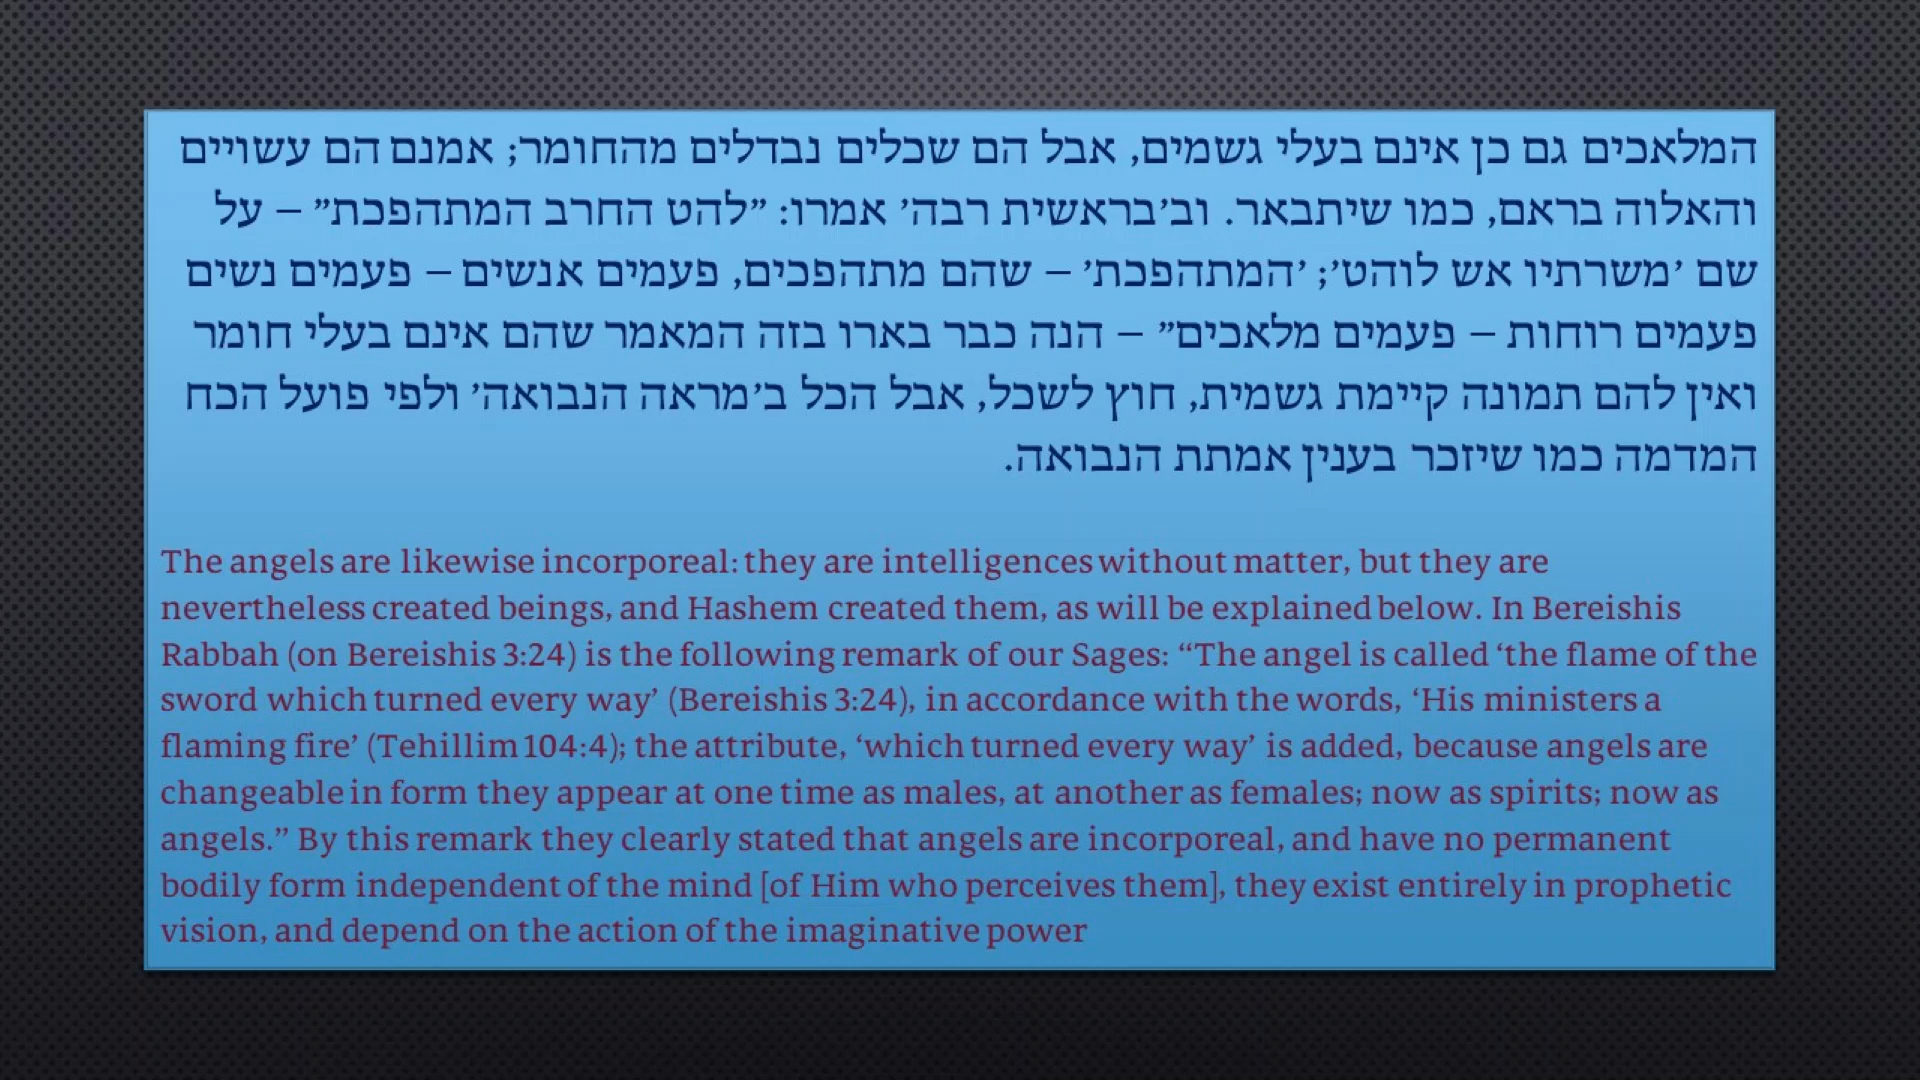 המלאכים גם כן אינם בעלי גשמים, אבל הם שכלים נבדלים מהחומר; אמנם הם עשויים
והאלוה בראם, כמו שיתבאר. וב׳בראשית רבה׳ אמרו: ״להט החרב המתהפכת״ – על
שם ׳משרתיו אש לוהט׳; ׳המתהפכת׳ – שהם מתהפכים, פעמים אנשים – פעמים נשים
פעמים רוחות – פעמים מלאכים״ – הנה כבר בארו בזה המאמר שהם אינם בעלי חומר
ואין להם תמונה קיימת גשמית, חוץ לשכל, אבל הכל ב׳מראה הנבואה׳ ולפי פועל הכח
המדמה כמו שיזכר בענין אמתת הנבואה.
The angels are likewise incorporeal: they are intelligences without matter, but they are
nevertheless created beings, and Hashem created them, as will be explained below. In Bereishis
Rabbah (on Bereishis 3:24) is the following remark of our Sages: “The angel is called ‘the flame of the
sword which turned every way’ (Bereishis 3:24), in accordance with the words, ‘His ministers a
flaming fire’ (Tehillim 104:4); the attribute, ‘which turned every way’ is added, because angels are
changeable in form they appear at one time as males, at another as females; now as spirits; now as
angels.” By this remark they clearly stated that angels are incorporeal, and have no permanent
bodily form independent of the mind [of Him who perceives them], they exist entirely in prophetic
vision, and depend on the action of the imaginative power